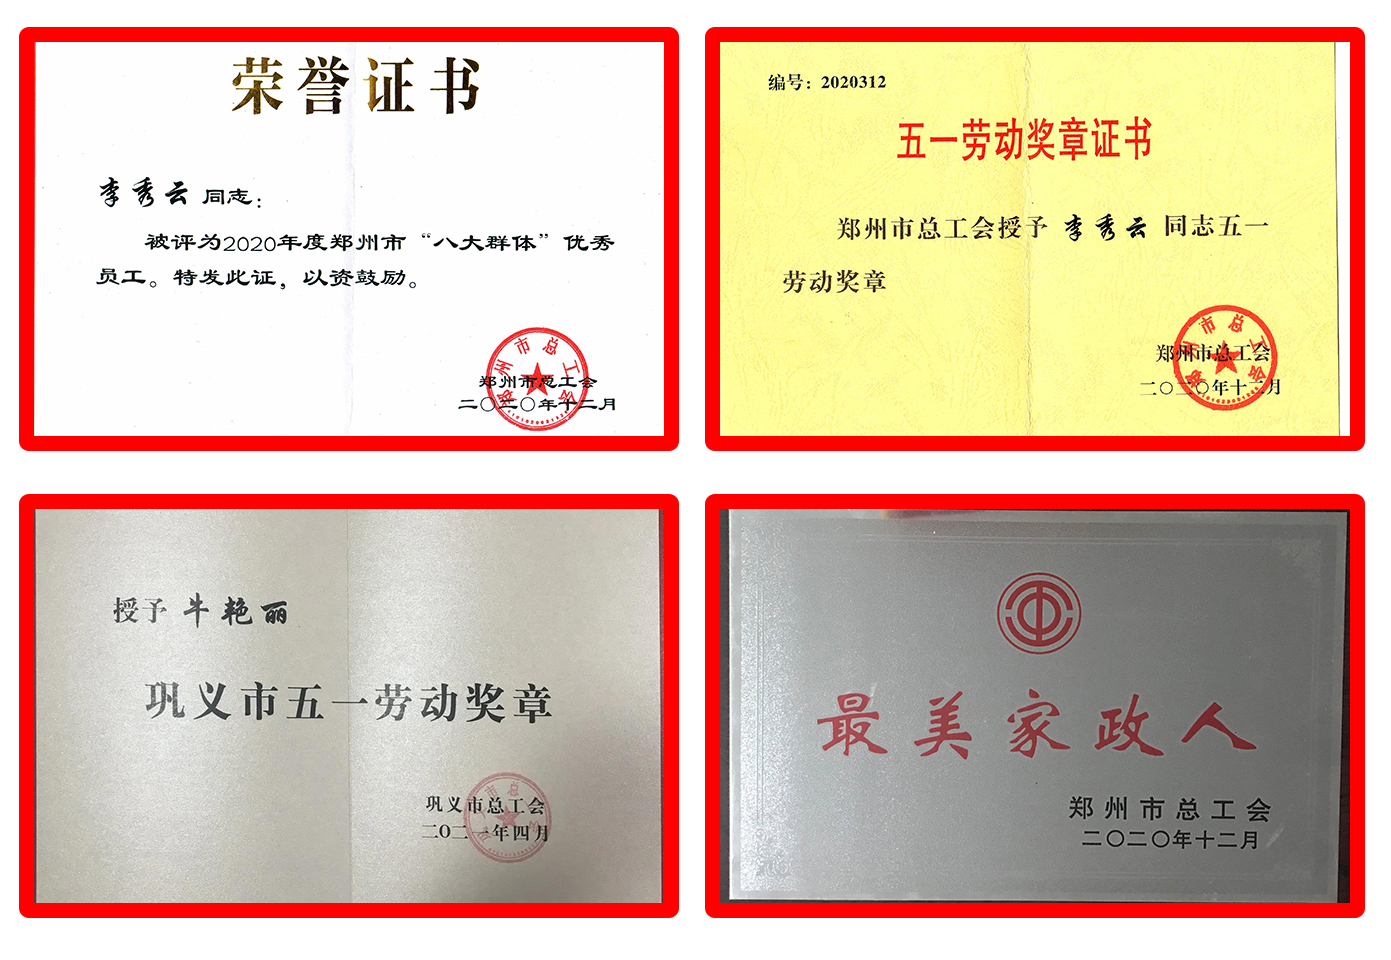 荣誉证书
李秀云 同志：
被评为2020年度郑州市“八大群体”优秀
员工。特发此证，以资鼓励。
郑州市总工会
二〇二〇年十二月
编号：2020312
五一劳动奖章证书
郑州市总工会授予 李秀云 同志五一
劳动奖章
郑州市总工会
二〇二〇年十二月
授予 牛艳丽
巩义市五一劳动奖章
巩义市总工会
二〇二一年四月
最美家政人
郑州市总工会
二〇二〇年十二月